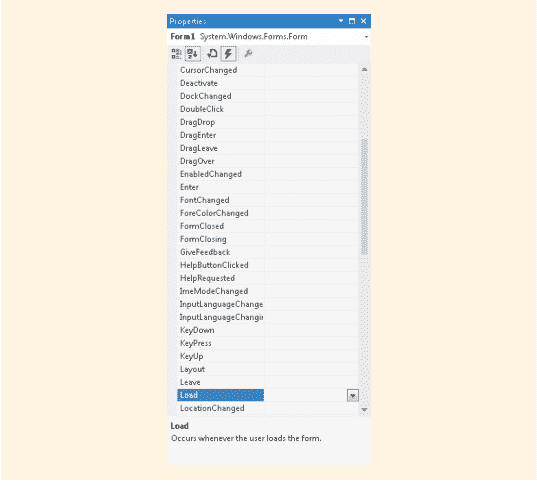 Properties
Form1 System.Windows.Forms.Form
CursorChanged
Deactivate
DockChanged
DoubleClick
DragDrop
DragEnter
DragLeave
DragOver
EnabledChanged
Enter
FontChanged
ForeColorChanged
FormClosed
FormClosing
GiveFeedback
HelpButtonClicked
HelpRequested
ImeModeChanged
InputLanguageChange
InputLanguageChangin
KeyDown
KeyPress
KeyUp
Layout
Leave
Load
LocationChanged
Load
Occurs whenever the user loads the form.